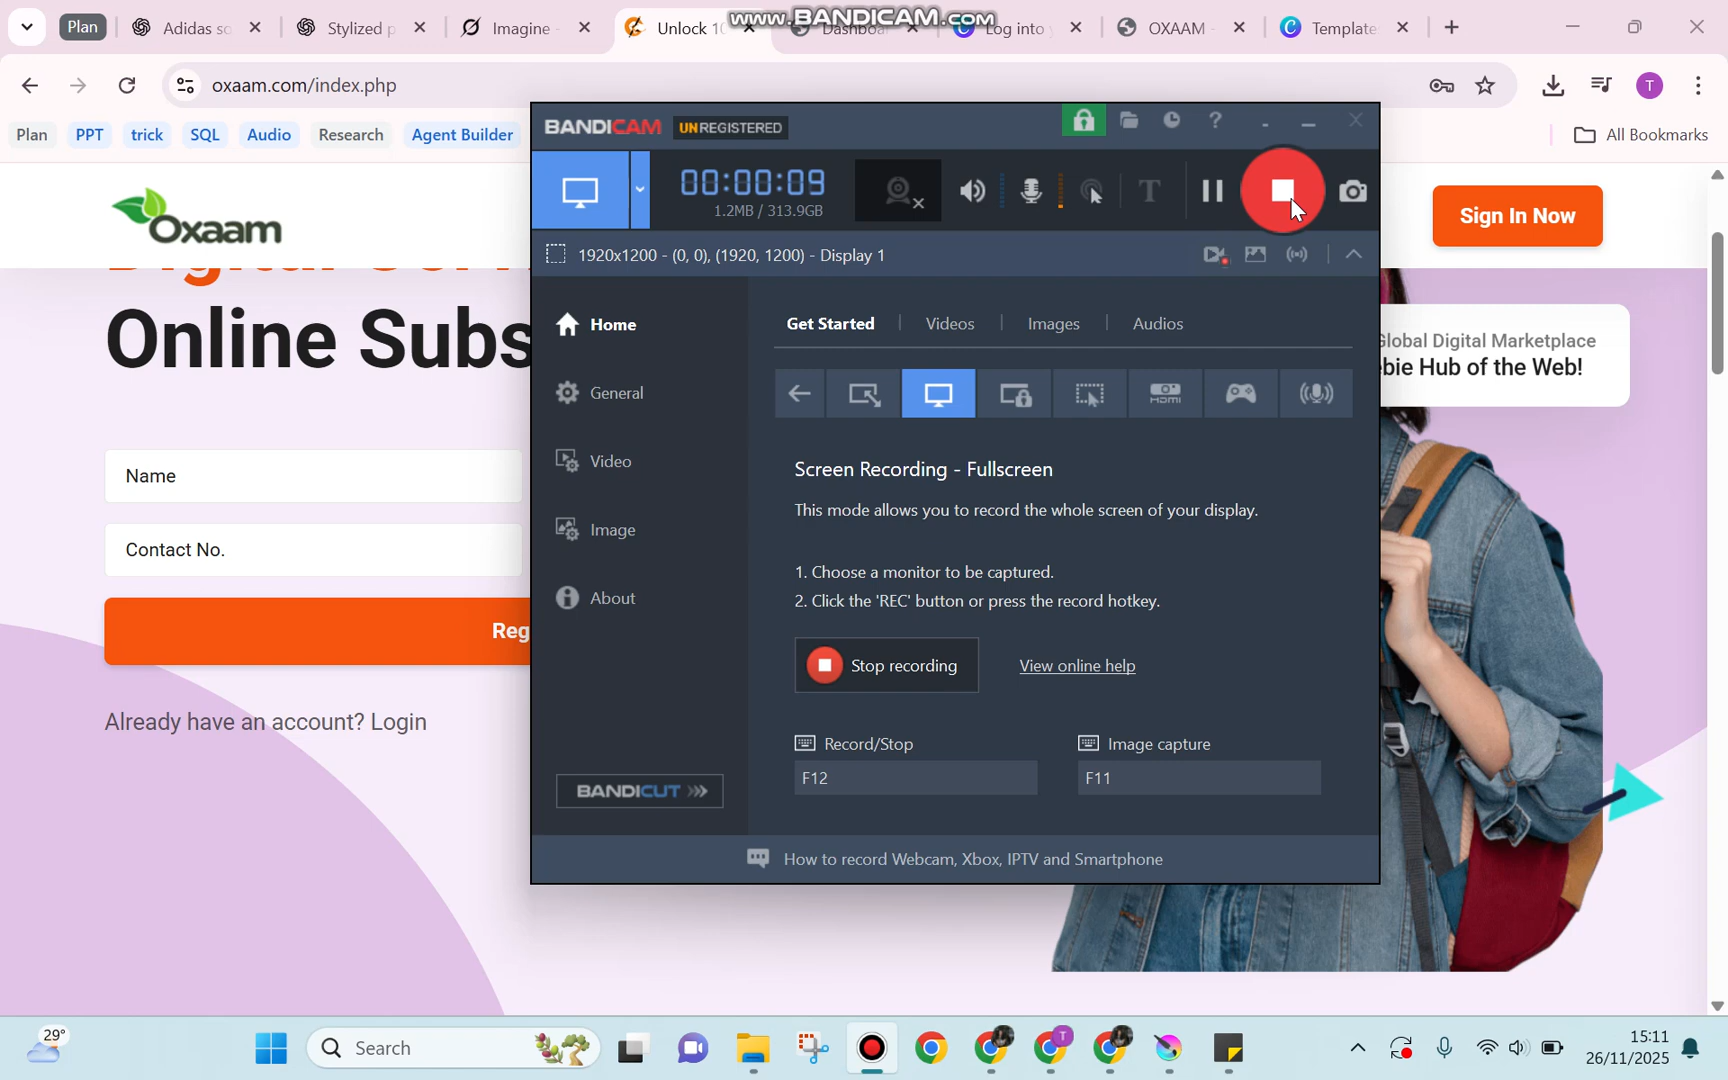 www.BANDICAM.com
Plan
Adidas so
Stylized p
Imagine -
Unlock 10
Dashboar
Log into y
OXAAM -
Template
oxaam.com/index.php
T
Plan
PPT
trick
SQL
Audio
Research
Agent Builder
All Bookmarks
Oxaam
Sign In Now
Online Subs
Global Digital Marketplace
bie Hub of the Web!
Name
Contact No.
Reg
Already have an account? Login
BANDICAM UNREGISTERED
00:00:09
1.2MB / 313.9GB
T
1920x1200 - (0, 0), (1920, 1200) - Display 1
Home
General
Video
Image
About
BANDICUT
Get Started
Videos
Images
Audios
HDMI
Screen Recording - Fullscreen
This mode allows you to record the whole screen of your display.
1. Choose a monitor to be captured.
2. Click the 'REC' button or press the record hotkey.
Stop recording
View online help
Record/Stop
Image capture
F12
F11
How to record Webcam, Xbox, IPTV and Smartphone
29°
Search
T
15:11
26/11/2025